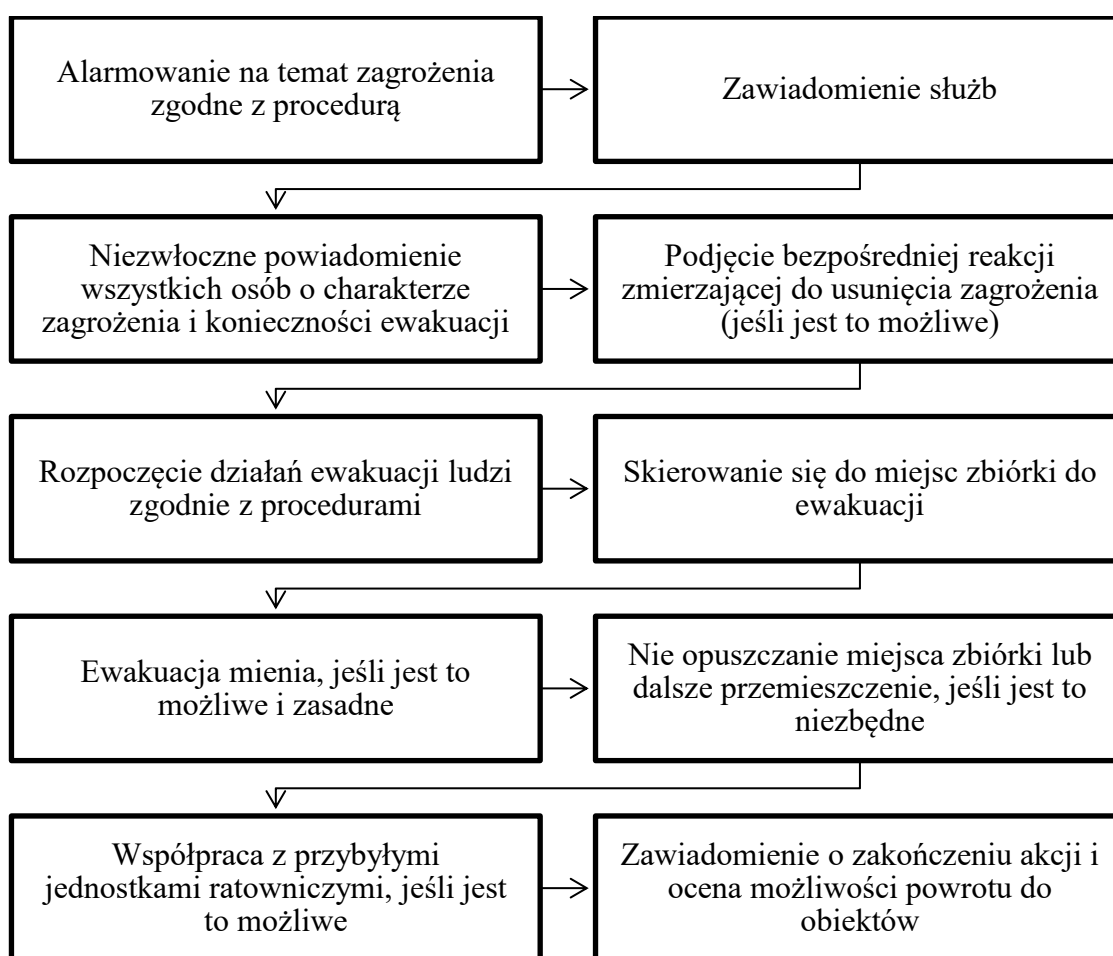 Alarmowanie na temat zagrożenia
zgodne z procedurą
Zawiadomienie służb
Niezwłoczne powiadomienie
wszystkich osób o charakterze
zagrożenia i konieczności ewakuacji
Podjęcie bezpośredniej reakcji
zmierzającej do usunięcia zagrożenia
(jeśli jest to możliwe)
Rozpoczęcie działań ewakuacji ludzi
zgodnie z procedurami
Skierowanie się do miejsc zbiórki do
ewakuacji
Ewakuacja mienia, jeśli jest to
możliwe i zasadne
Nie opuszczanie miejsca zbiórki lub
dalsze przemieszczenie, jeśli jest to
niezbędne
Współpraca z przybyłymi
jednostkami ratowniczymi, jeśli jest
to możliwe
Zawiadomienie o zakończeniu akcji i
ocena możliwości powrotu do
obiektów